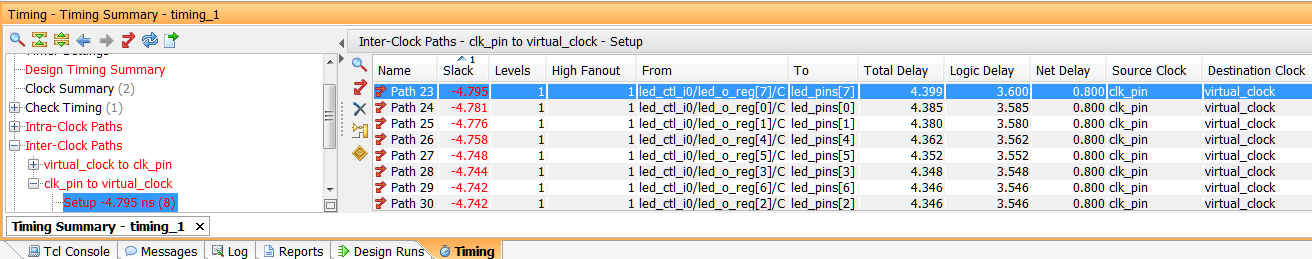 Timing - Timing Summary - timing_1
Design Timing Summary
Clock Summary (2)
Check Timing (1)
Intra-Clock Paths
Inter-Clock Paths
virtual_clock to clk_pin
clk_pin to virtual_clock
Setup -4.795 ns (8)
Inter-Clock Paths - clk_pin to virtual_clock - Setup
Name Slack 1 Levels High Fanout From To Total Delay Logic Delay Net Delay Source Clock Destination Clock
Path 23 -4.795 1 1 led_ctl_i0/led_o_reg[7]/C led_pins[7] 4.399 3.600 0.800 clk_pin virtual_clock
Path 24 -4.781 1 1 led_ctl_i0/led_o_reg[0]/C led_pins[0] 4.385 3.585 0.800 clk_pin virtual_clock
Path 25 -4.776 1 1 led_ctl_i0/led_o_reg[1]/C led_pins[1] 4.380 3.580 0.800 clk_pin virtual_clock
Path 26 -4.758 1 1 led_ctl_i0/led_o_reg[4]/C led_pins[4] 4.362 3.562 0.800 clk_pin virtual_clock
Path 27 -4.748 1 1 led_ctl_i0/led_o_reg[5]/C led_pins[5] 4.352 3.552 0.800 clk_pin virtual_clock
Path 28 -4.744 1 1 led_ctl_i0/led_o_reg[3]/C led_pins[3] 4.348 3.548 0.800 clk_pin virtual_clock
Path 29 -4.742 1 1 led_ctl_i0/led_o_reg[6]/C led_pins[6] 4.346 3.546 0.800 clk_pin virtual_clock
Path 30 -4.742 1 1 led_ctl_i0/led_o_reg[2]/C led_pins[2] 4.346 3.546 0.800 clk_pin virtual_clock
Timing Summary - timing_1
Tcl Console Messages Log Reports Design Runs Timing